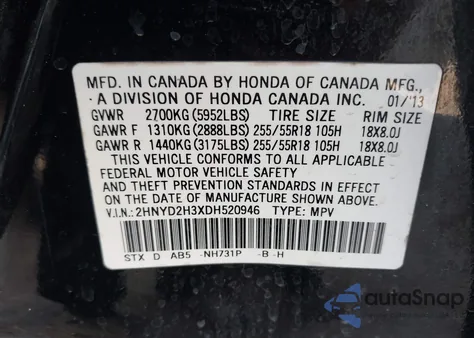 MFD. IN CANADA BY HONDA OF CANADA MFG.,
A DIVISION OF HONDA CANADA INC. 01/'13
GVWR 2700KG (5952LBS) TIRE SIZE RIM SIZE
GAWR F 1310KG (2888LBS) 255/55R18 105H 18X8.0J
GAWR R 1440KG (3175LBS) 255/55R18 105H 18X8.0J
THIS VEHICLE CONFORMS TO ALL APPLICABLE
FEDERAL MOTOR VEHICLE SAFETY
AND THEFT PREVENTION STANDARDS IN EFFECT
ON THE DATE OF MANUFACTURE SHOWN ABOVE.
V.I.N.: 2HNYD2H3XDH520946 TYPE: MPV
STX D AB5 -NH731P -B -H
autaSnap